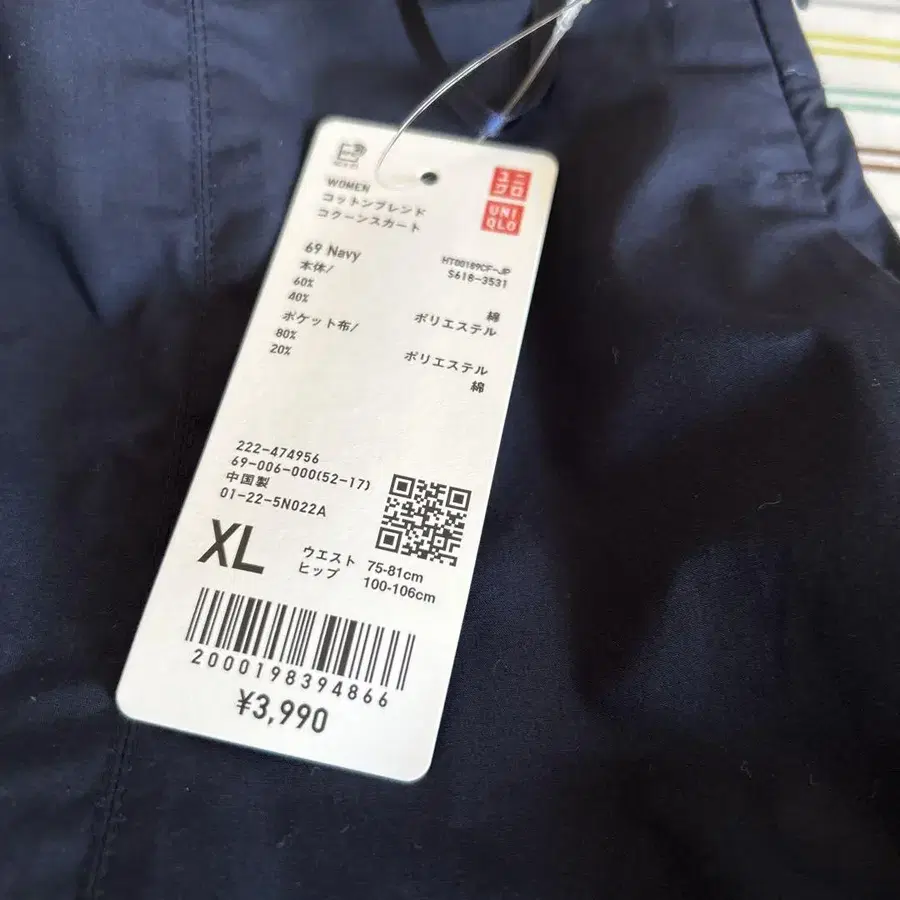 WOMEN
コットンブレンド
コクーンスカート
ユニ
クロ
UNI
QLO
69 Navy
HT00189CF-JP
S618-3531
本体/
60% 綿
40% ポリエステル
ポケット布/
80% ポリエステル
20% 綿
222-474956
69-006-000(52-17)
中国製
01-22-5N022A
XL
ウエスト 75-81cm
ヒップ 100-106cm
2000198394866
¥3,990